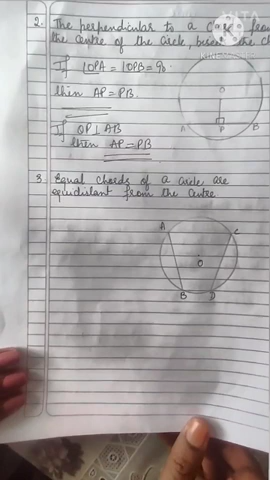 2. The perpendicular to a
the centre of the circle,
If ∠OPA = ∠OPB = 90.
then AP = PB.
If OP ⊥ AB
then AP = PB
O
A P B
3. Equal chords of a circle are
equidistant from the centre
A C
O
B D